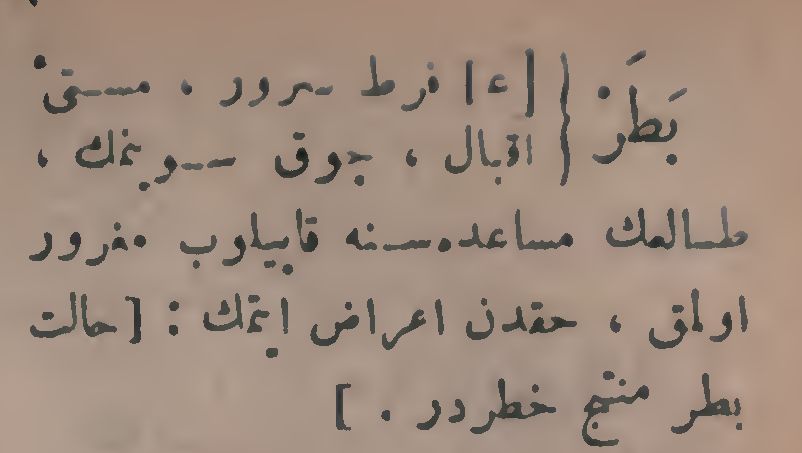 بَطَرْ { [ع] فرط سرور ، مستیٔ
اقبال ، چوق سوینمك ،
طالعك مساعده‌سنه قاپیلوب مغرور
اولمق ، حقدن اعراض ایتمك : [حالت
بطر منتج خطردر . ]